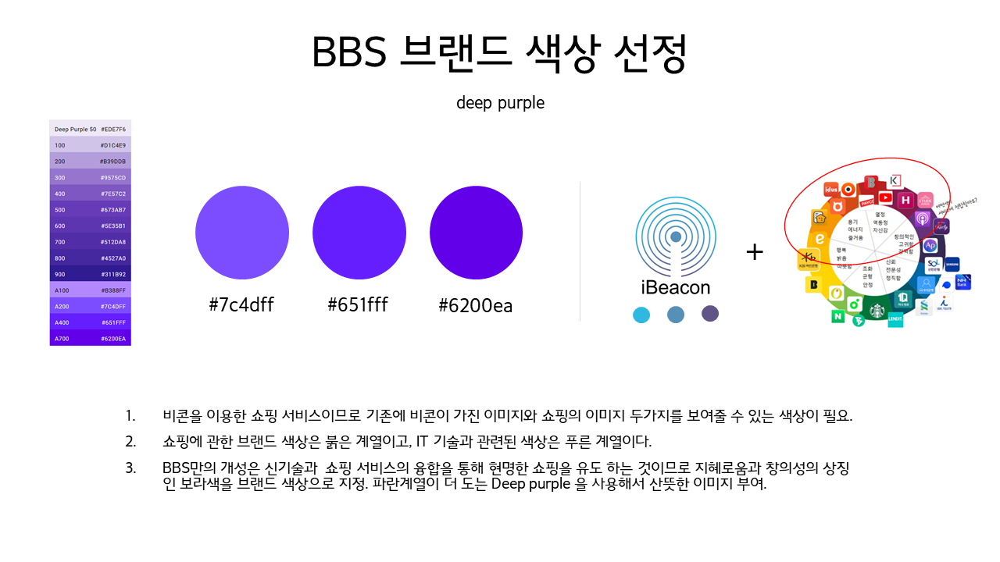 BBS 브랜드 색상 선정
deep purple
Deep Purple 50 #EDE7F6
100 #D1C4E9
200 #B39DDB
300 #9575CD
400 #7E57C2
500 #673AB7
600 #5E35B1
700 #512DA8
800 #4527A0
900 #311B92
A100 #B388FF
A200 #7C4DFF
A400 #651FFF
A700 #6200EA
#7c4dff
#651fff
#6200ea
iBeacon
+
idus
PAYCO
B
K
H
열정
역동성
자신감
용기
에너지
즐거움
창의적인
고귀함
행복
밝음
따뜻함
조화
균형
안정
신뢰
전문성
정직함
Ap
SOL
신한은행
SAMSUNG
NH
Bank
B
N
LENDIT
1. 비콘을 이용한 쇼핑 서비스이므로 기존에 비콘이 가진 이미지와 쇼핑의 이미지 두가지를 보여줄 수 있는 색상이 필요.
2. 쇼핑에 관한 브랜드 색상은 붉은 계열이고, IT 기술과 관련된 색상은 푸른 계열이다.
3. BBS만의 개성은 신기술과 쇼핑 서비스의 융합을 통해 현명한 쇼핑을 유도 하는 것이므로 지혜로움과 창의성의 상징
인 보라색을 브랜드 색상으로 지정. 파란계열이 더 도는 Deep purple 을 사용해서 산뜻한 이미지 부여.